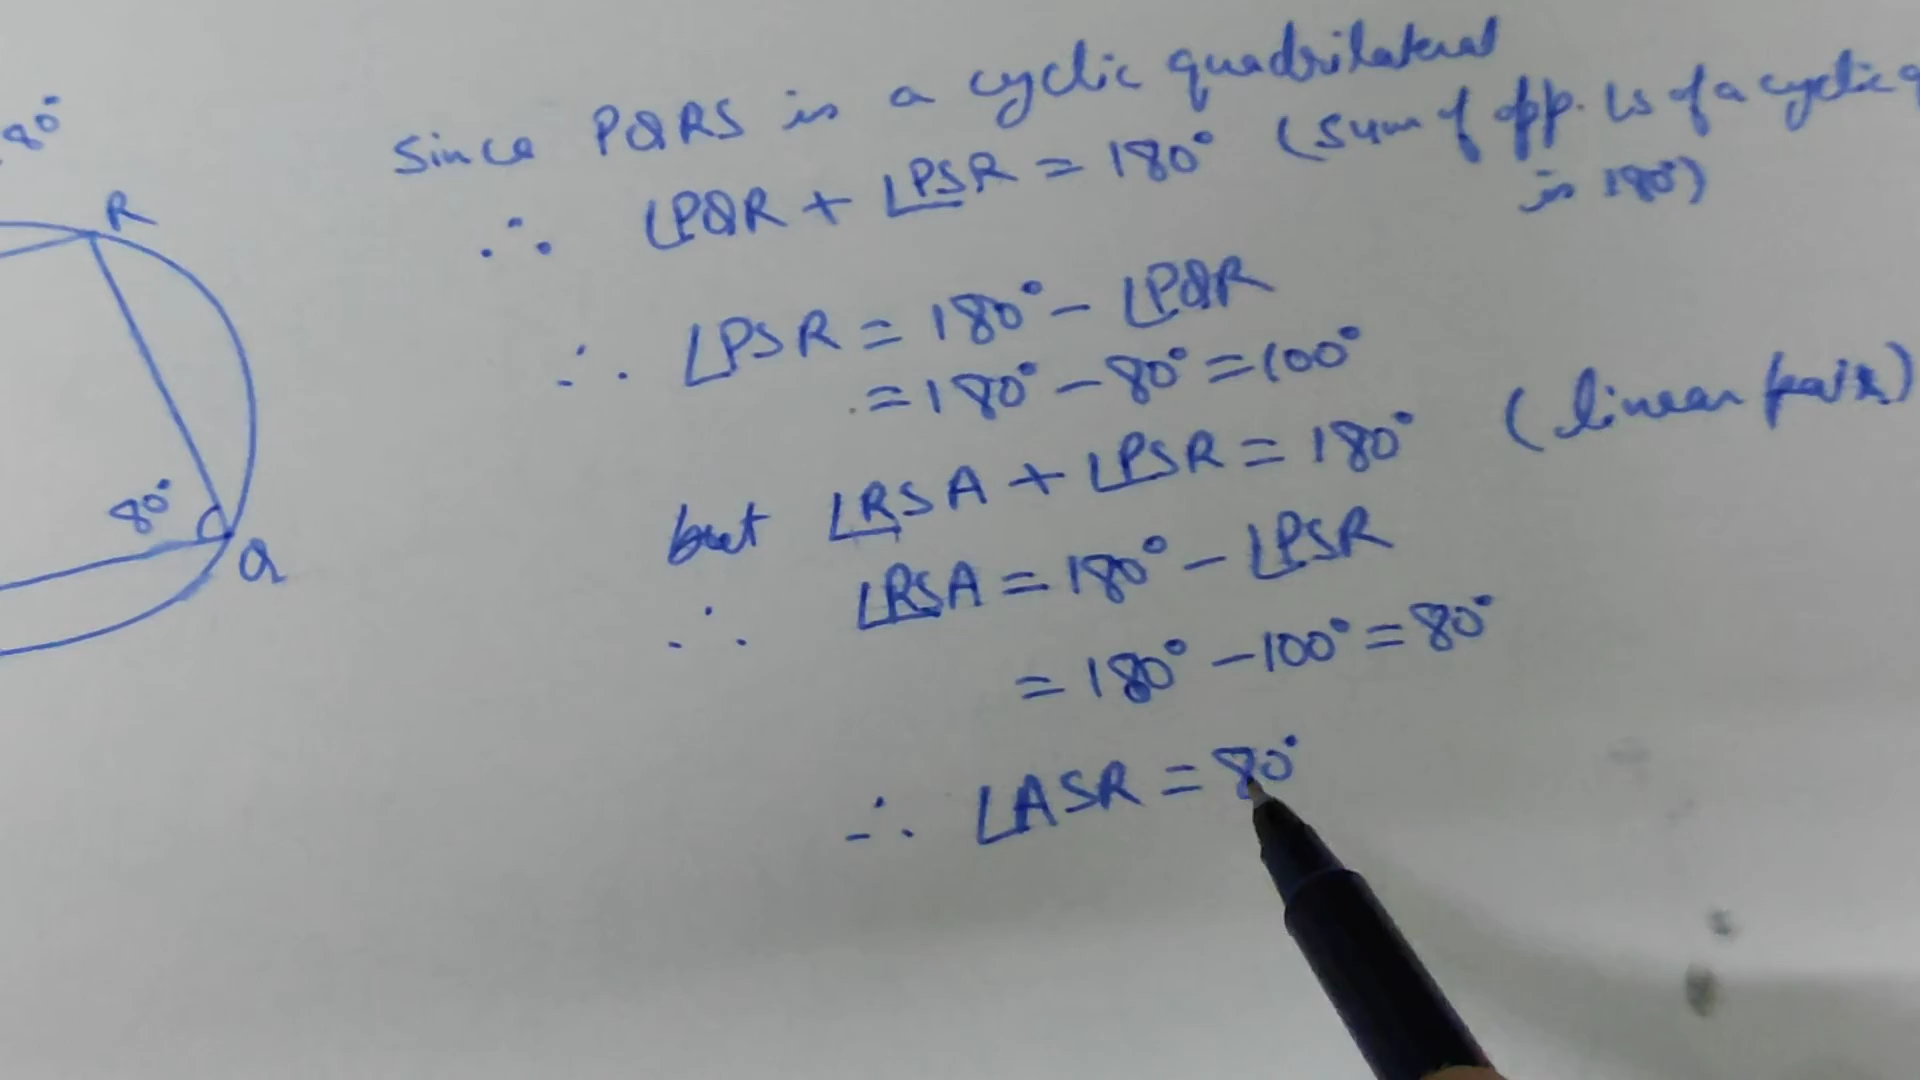 Since PQRS is a cyclic quadrilateral
∴ ∠PQR + ∠PSR = 180° (Sum of opp. ∠s of a cyclic q
is 180°)
∴ ∠PSR = 180° - ∠PQR
= 180° - 80° = 100°
but ∠RSA + ∠PSR = 180° (linear pair)
∴ ∠RSA = 180° - ∠PSR
= 180° - 100° = 80°
∴ ∠ASR = 80°
R
80°
Q